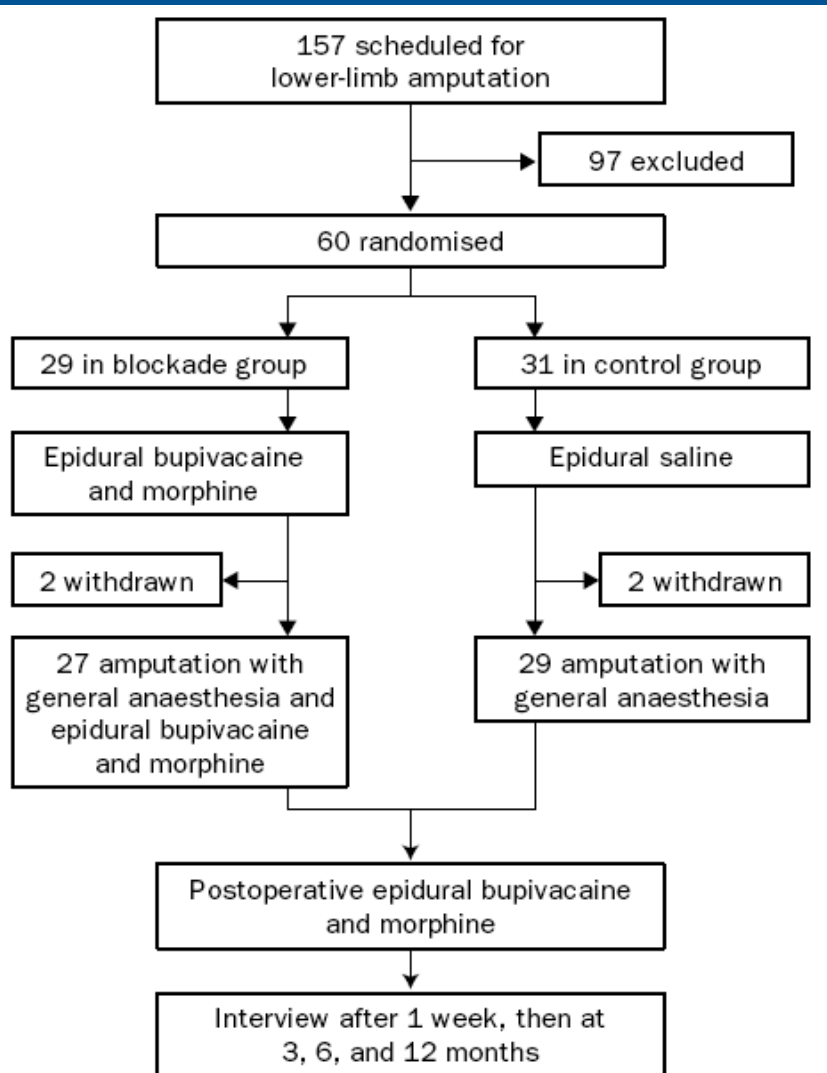 157 scheduled for
lower-limb amputation
97 excluded
60 randomised
29 in blockade group
31 in control group
Epidural bupivacaine
and morphine
Epidural saline
2 withdrawn
2 withdrawn
27 amputation with
general anaesthesia and
epidural bupivacaine
and morphine
29 amputation with
general anaesthesia
Postoperative epidural bupivacaine
and morphine
Interview after 1 week, then at
3, 6, and 12 months